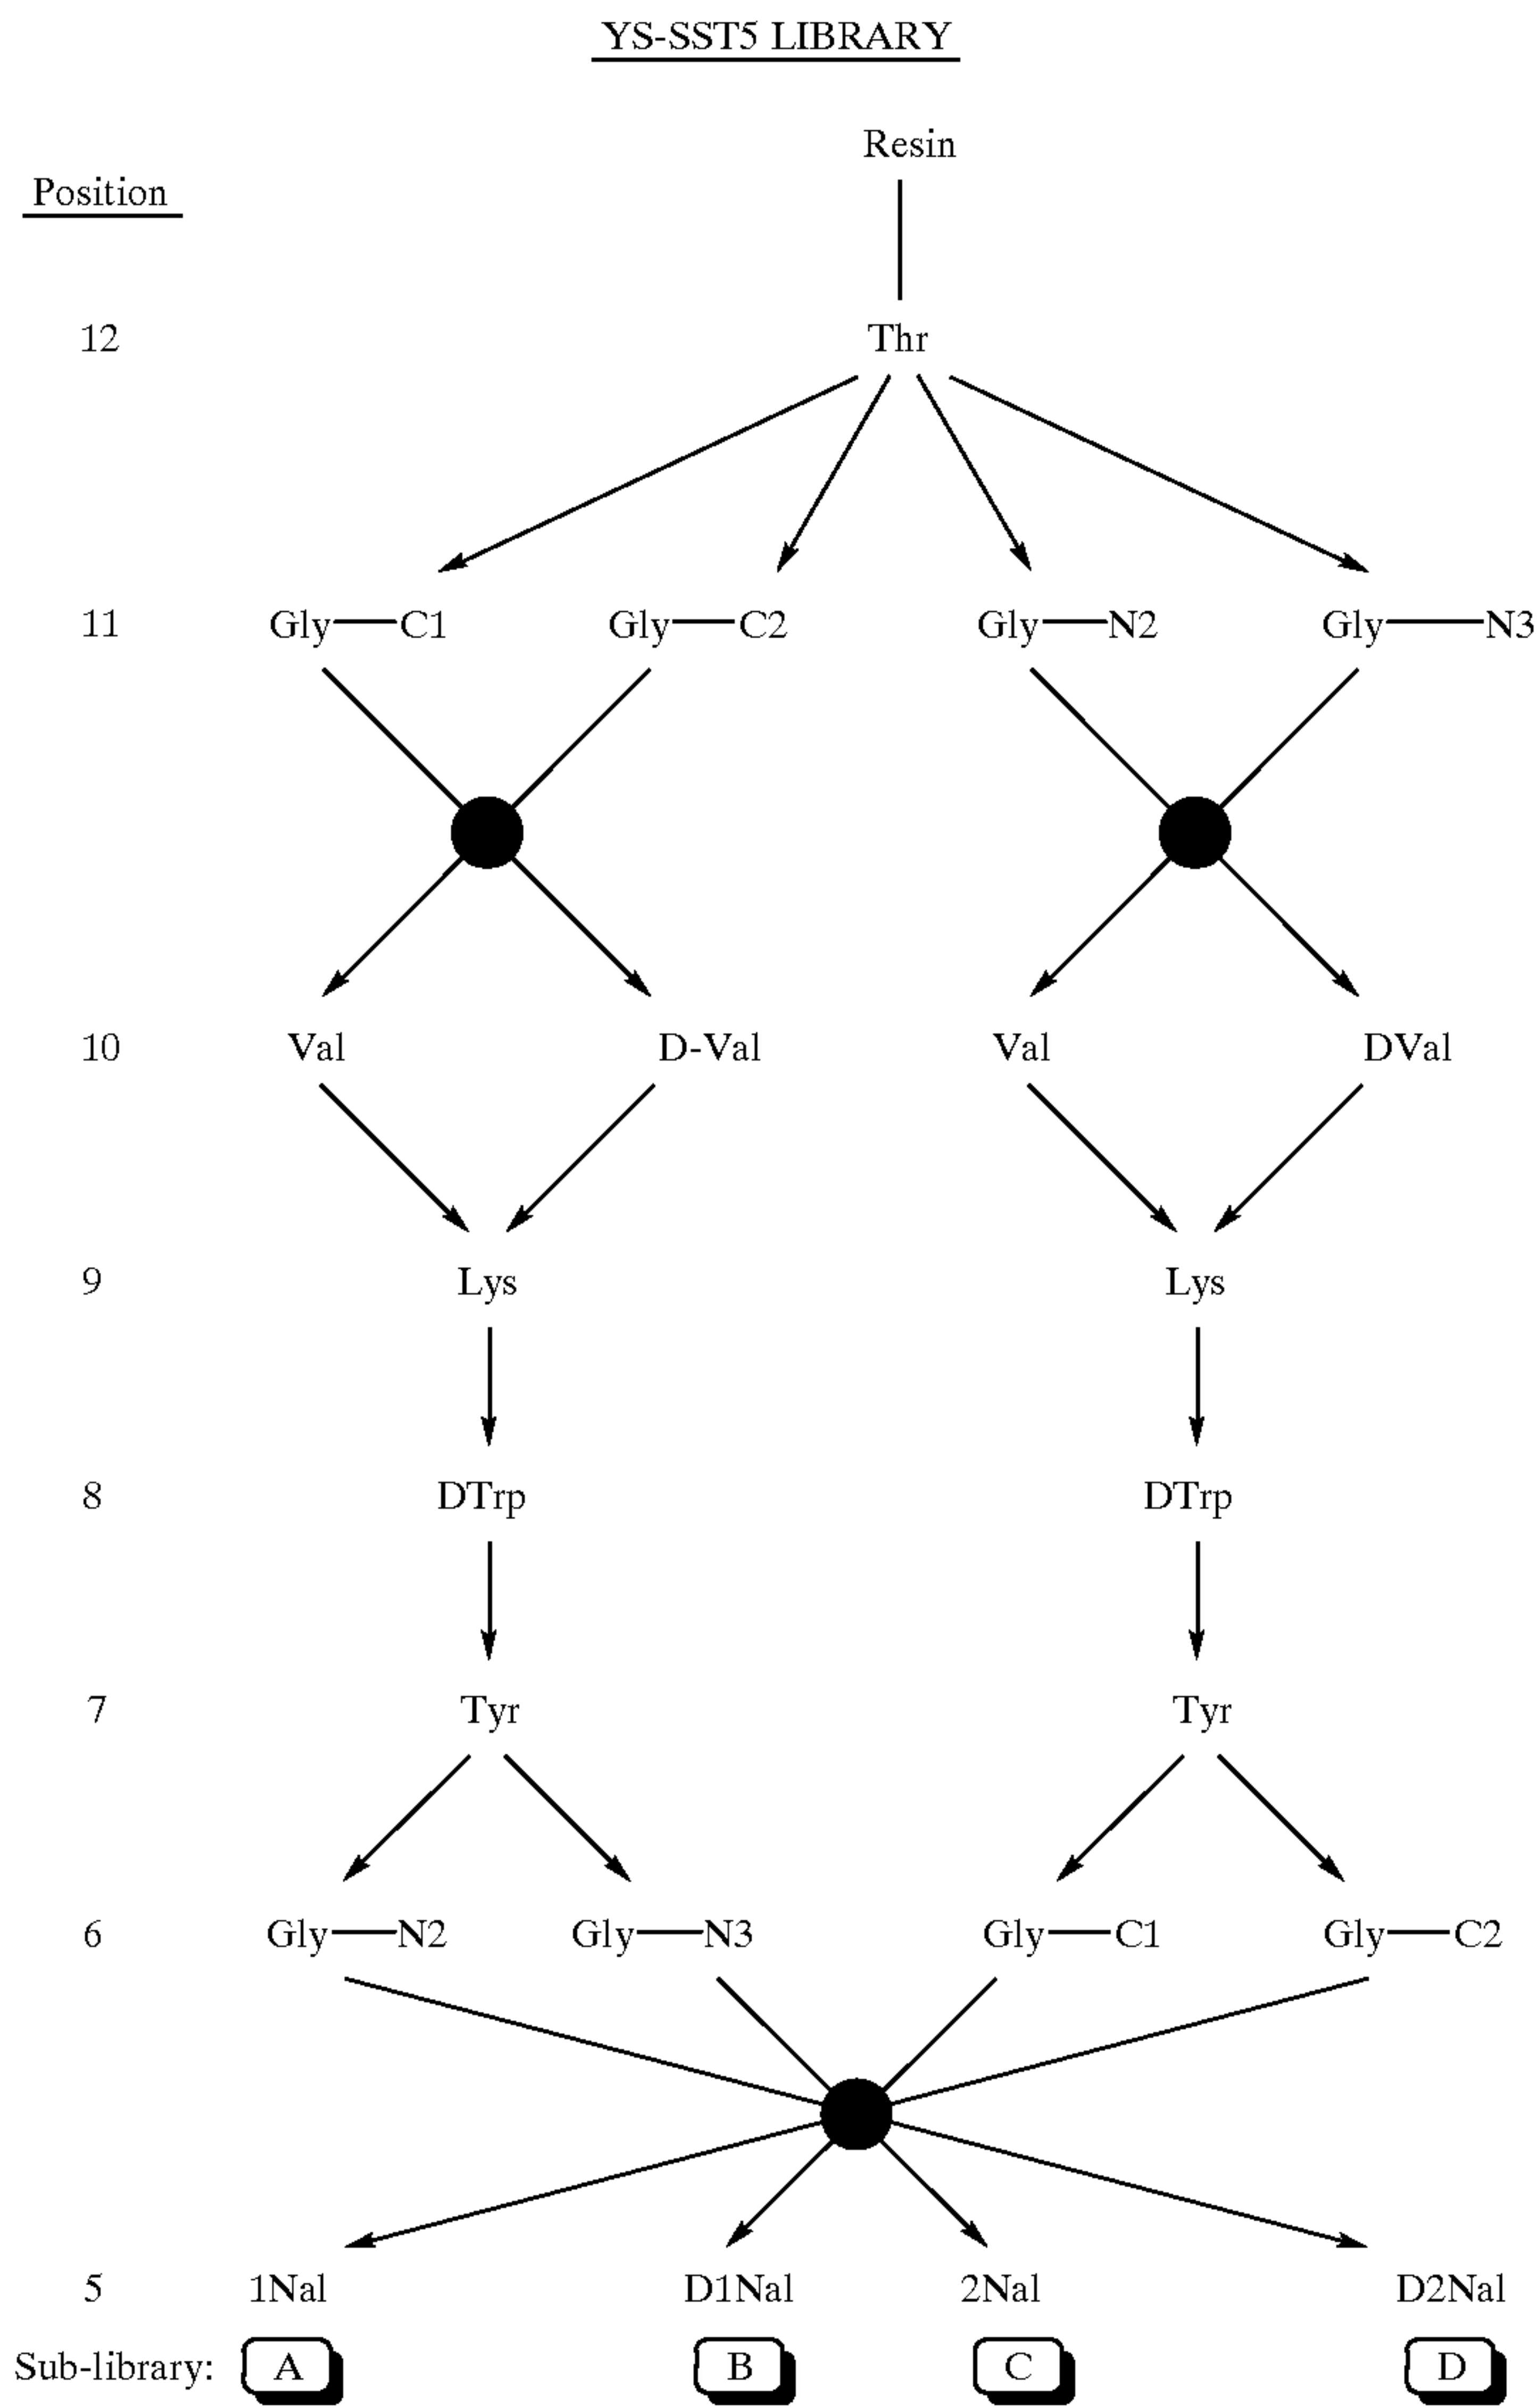 YS-SST5 LIBRARY
Resin
Position
12 Thr
11 Gly—C1 Gly—C2 Gly—N2 Gly—N3
10 Val D-Val Val DVal
9 Lys Lys
8 DTrp DTrp
7 Tyr Tyr
6 Gly—N2 Gly—N3 Gly—C1 Gly—C2
5 1Nal D1Nal 2Nal D2Nal
Sub-library: A B C D